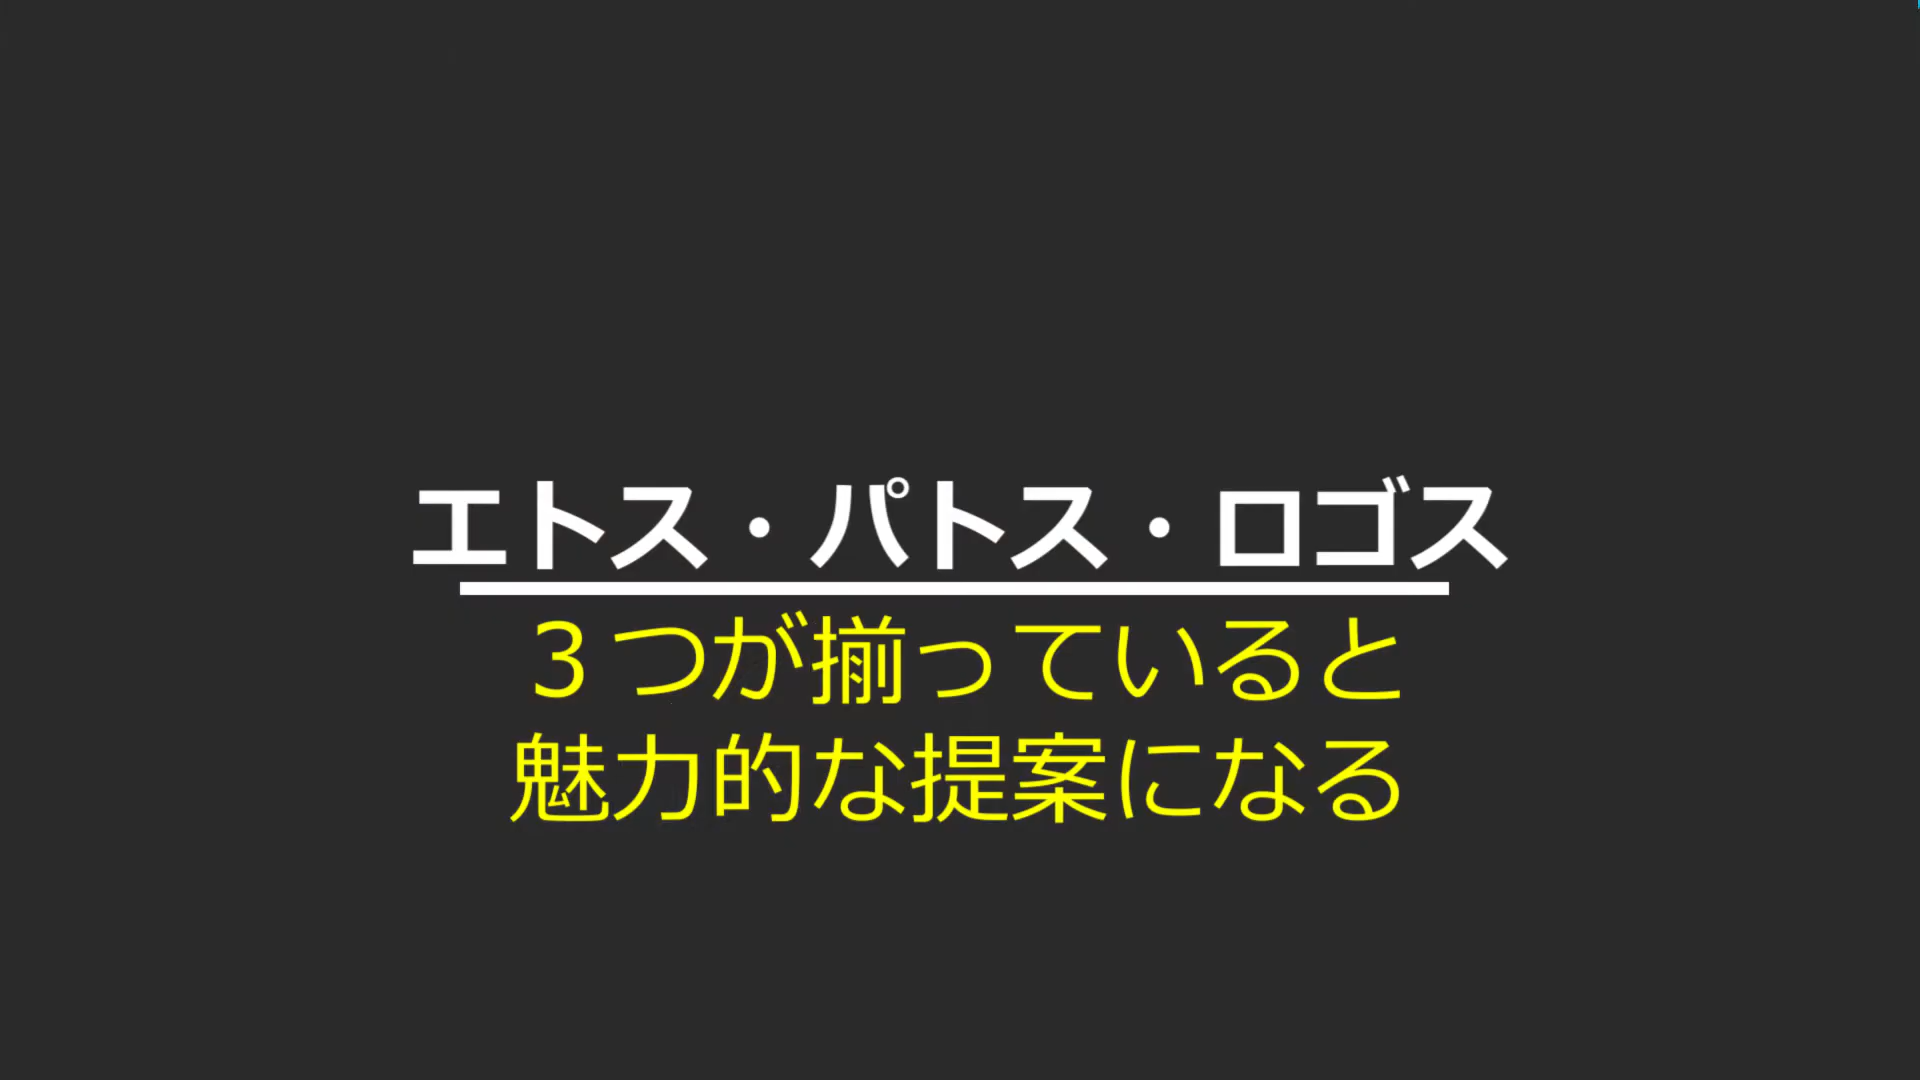 エトス・パトス・ロゴス
３つが揃っていると
魅力的な提案になる